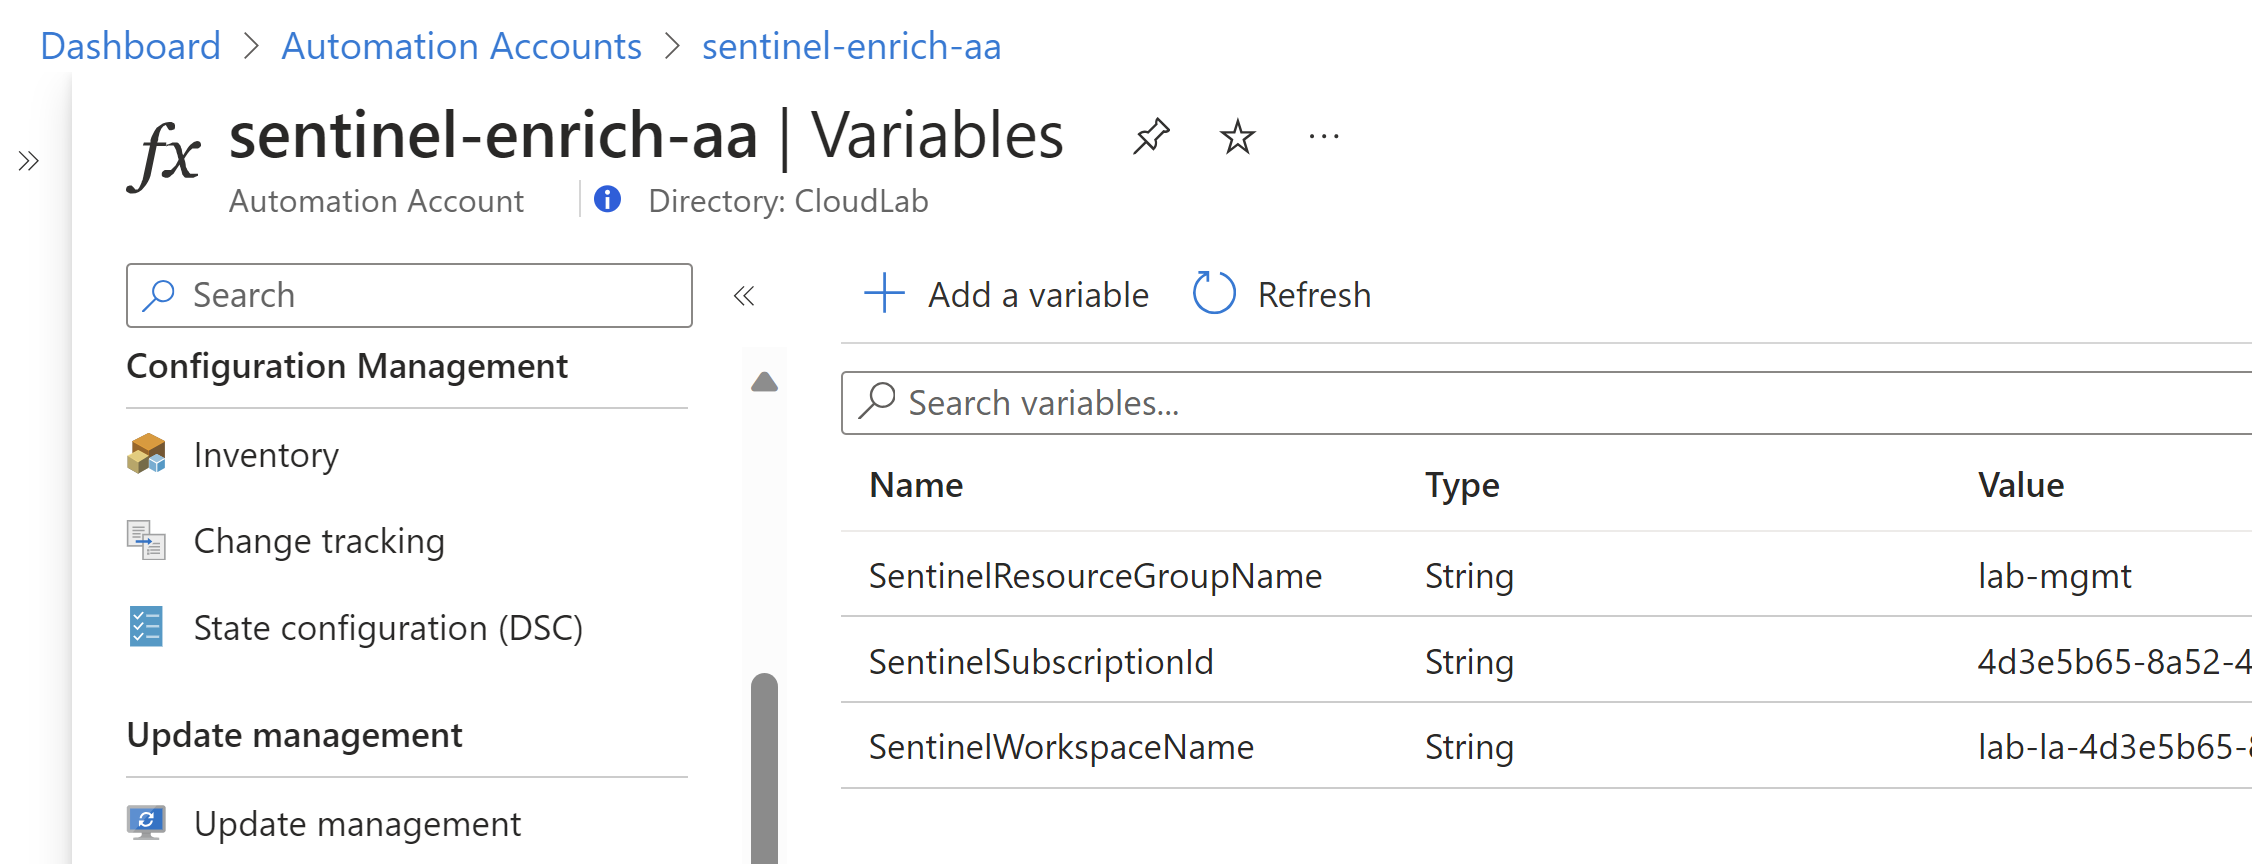 Dashboard > Automation Accounts > sentinel-enrich-aa
sentinel-enrich-aa | Variables
Automation Account
Directory: CloudLab
Search
Configuration Management
Inventory
Change tracking
State configuration (DSC)
Update management
Update management
Add a variable
Refresh
Search variables...
Name Type Value
SentinelResourceGroupName String lab-mgmt
SentinelSubscriptionId String 4d3e5b65-8a52-4
SentinelWorkspaceName String lab-la-4d3e5b65-